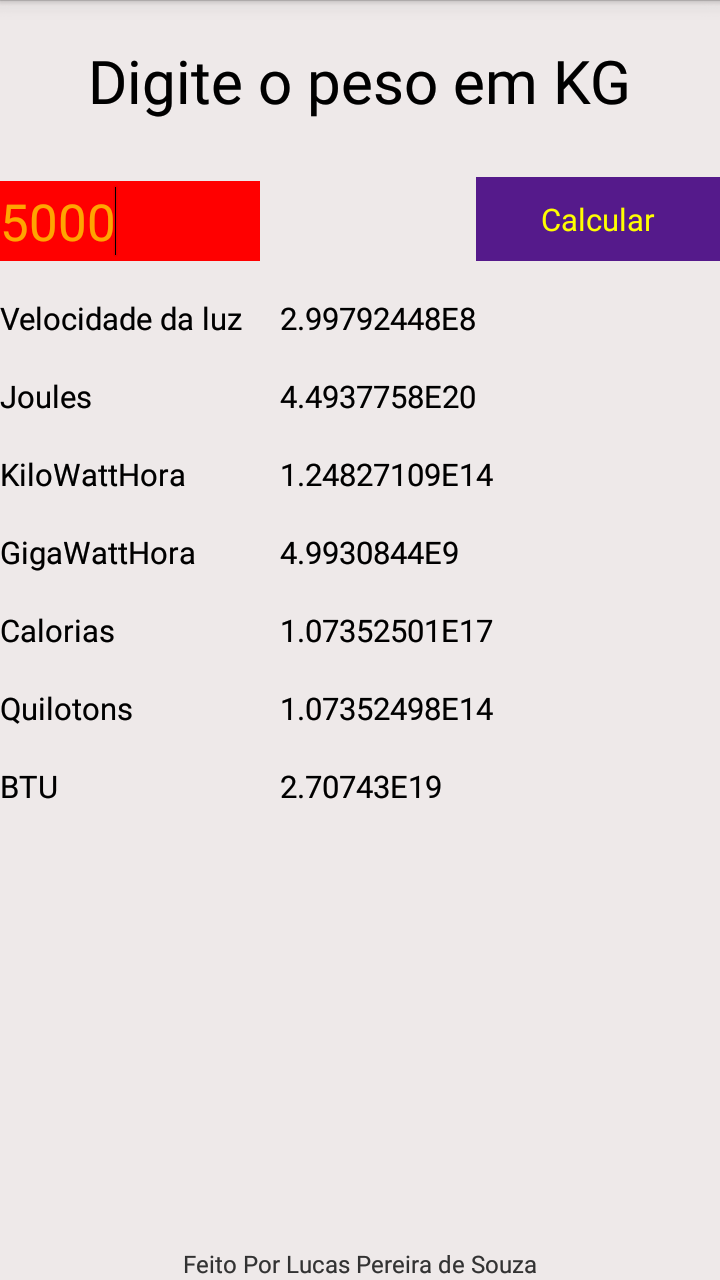 Digite o peso em KG
5000 Calcular
Velocidade da luz 2.99792448E8
Joules 4.4937758E20
KiloWattHora 1.24827109E14
GigaWattHora 4.9930844E9
Calorias 1.07352501E17
Quilotons 1.07352498E14
BTU 2.70743E19
Feito Por Lucas Pereira de Souza